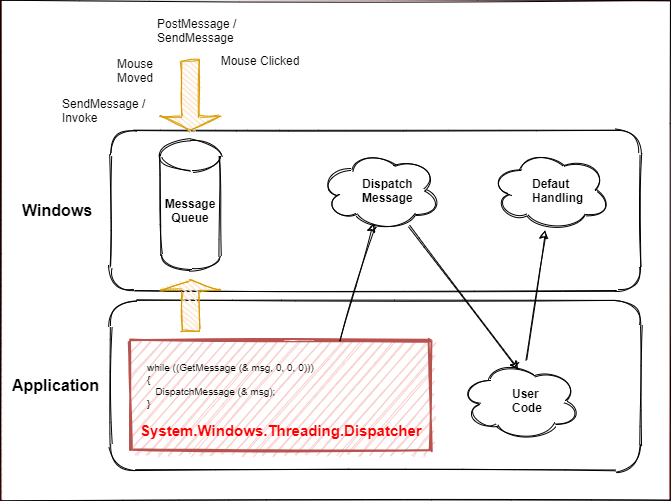 PostMessage /
SendMessage
Mouse Clicked
Mouse
Moved
SendMessage /
Invoke
Windows
Message
Queue
Dispatch
Message
Defaut
Handling
Application
while ((GetMessage (& msg, 0, 0, 0)))
{
DispatchMessage (& msg);
}
System.Windows.Threading.Dispatcher
User
Code